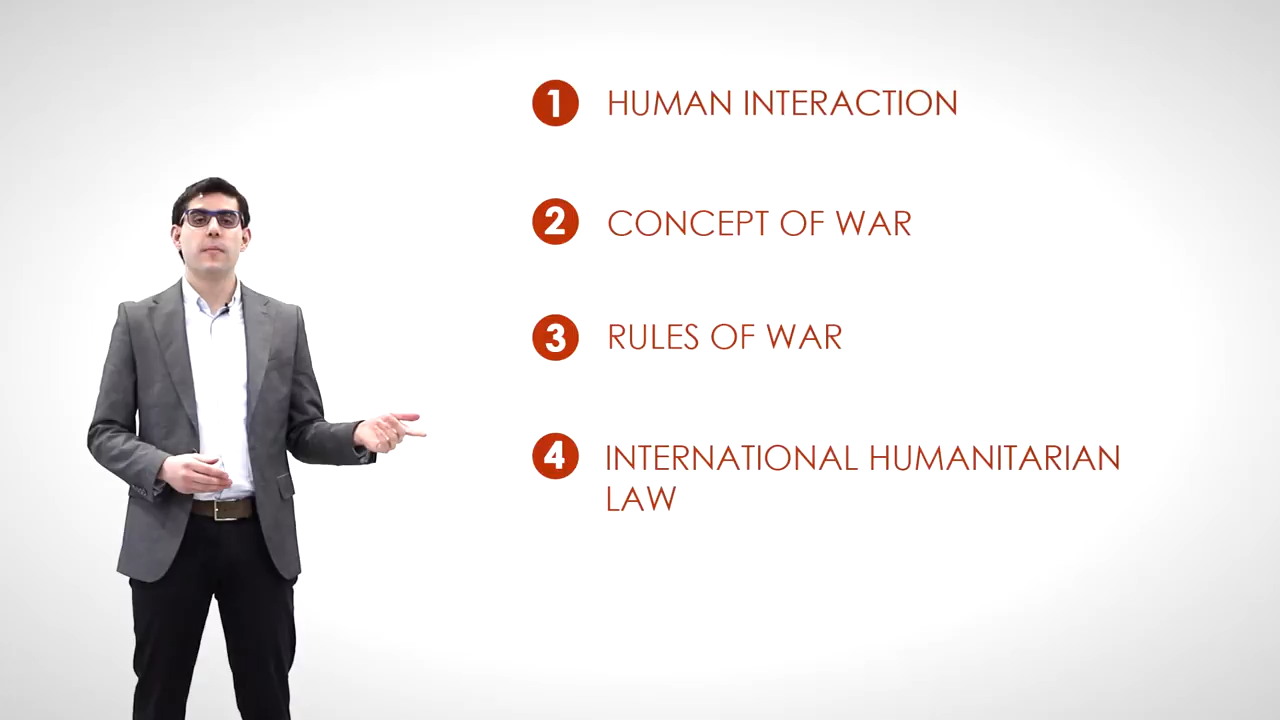 1 HUMAN INTERACTION
2 CONCEPT OF WAR
3 RULES OF WAR
4 INTERNATIONAL HUMANITARIAN
LAW